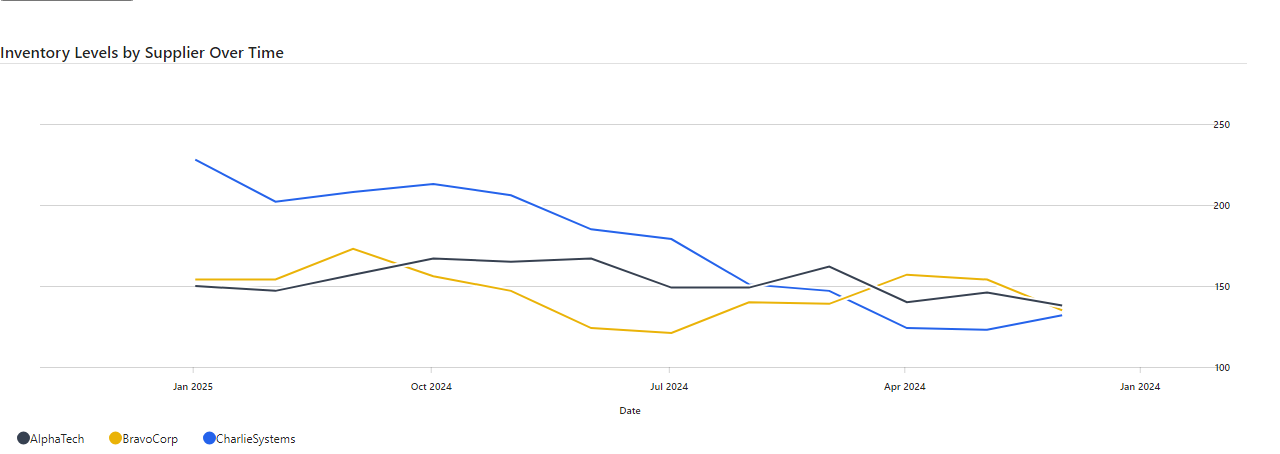 Inventory Levels by Supplier Over Time
250
200
150
100
Jan 2025 Oct 2024 Jul 2024 Apr 2024 Jan 2024
Date
AlphaTech BravoCorp CharlieSystems